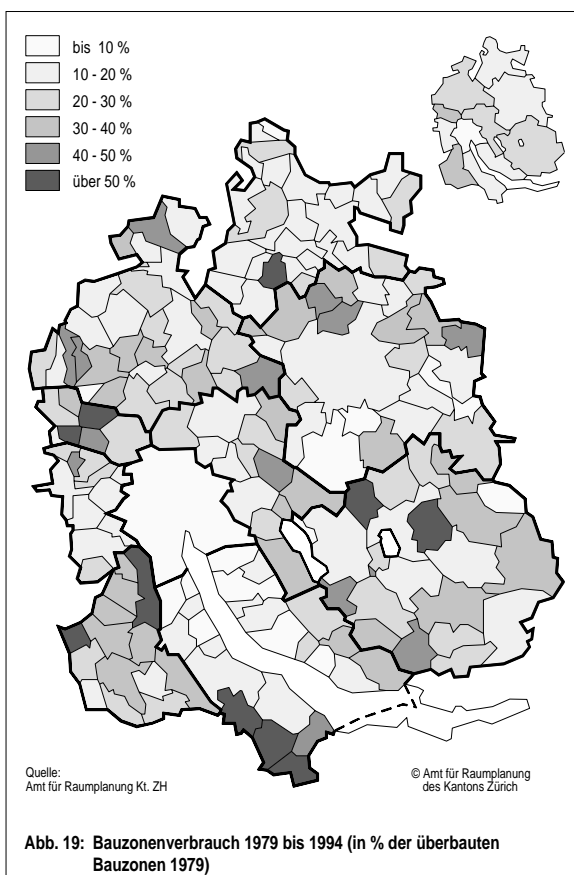 bis 10 %
10 - 20 %
20 - 30 %
30 - 40 %
40 - 50 %
über 50 %
Quelle:
Amt für Raumplanung Kt. ZH
© Amt für Raumplanung
des Kantons Zürich
Abb. 19: Bauzonenverbrauch 1979 bis 1994 (in % der überbauten
Bauzonen 1979)